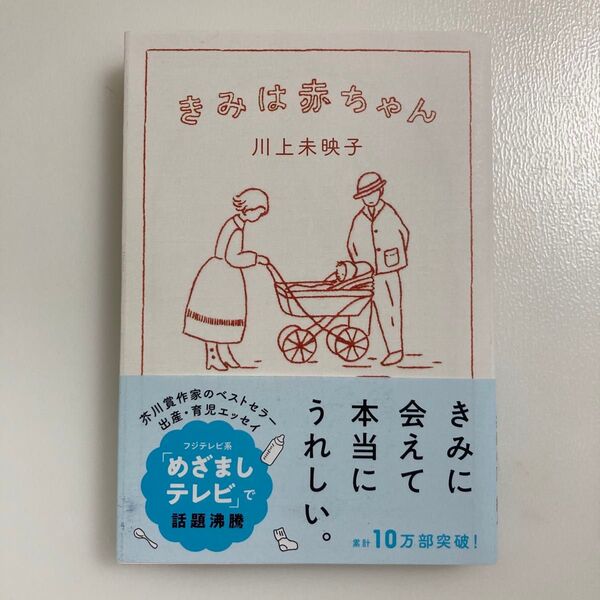 きみは赤ちゃん
川上未映子
きみに
会えて
本当に
うれしい。
芥川賞作家のベストセラー
出産・育児エッセイ
フジテレビ系
「めざまし
テレビ」で
話題沸騰
累計10万部突破！